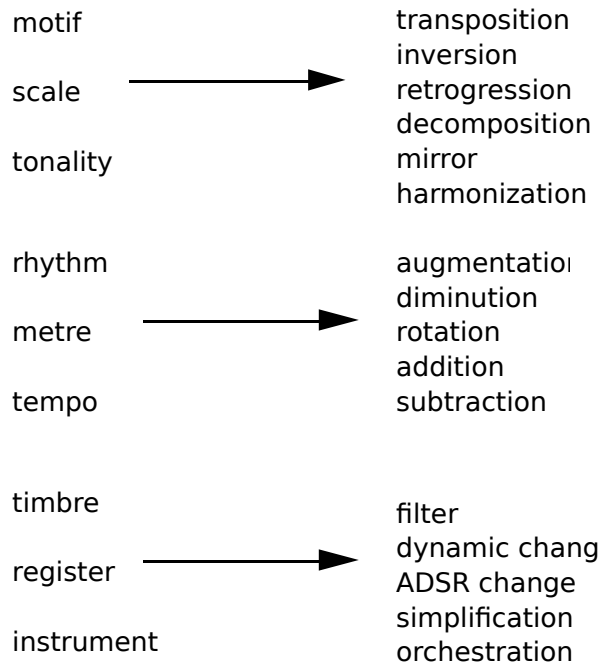 motif
scale
tonality
transposition
inversion
retrogression
decomposition
mirror
harmonization
rhythm
metre
tempo
augmentatio
diminution
rotation
addition
subtraction
timbre
register
instrument
filter
dynamic chang
ADSR change
simplification
orchestration